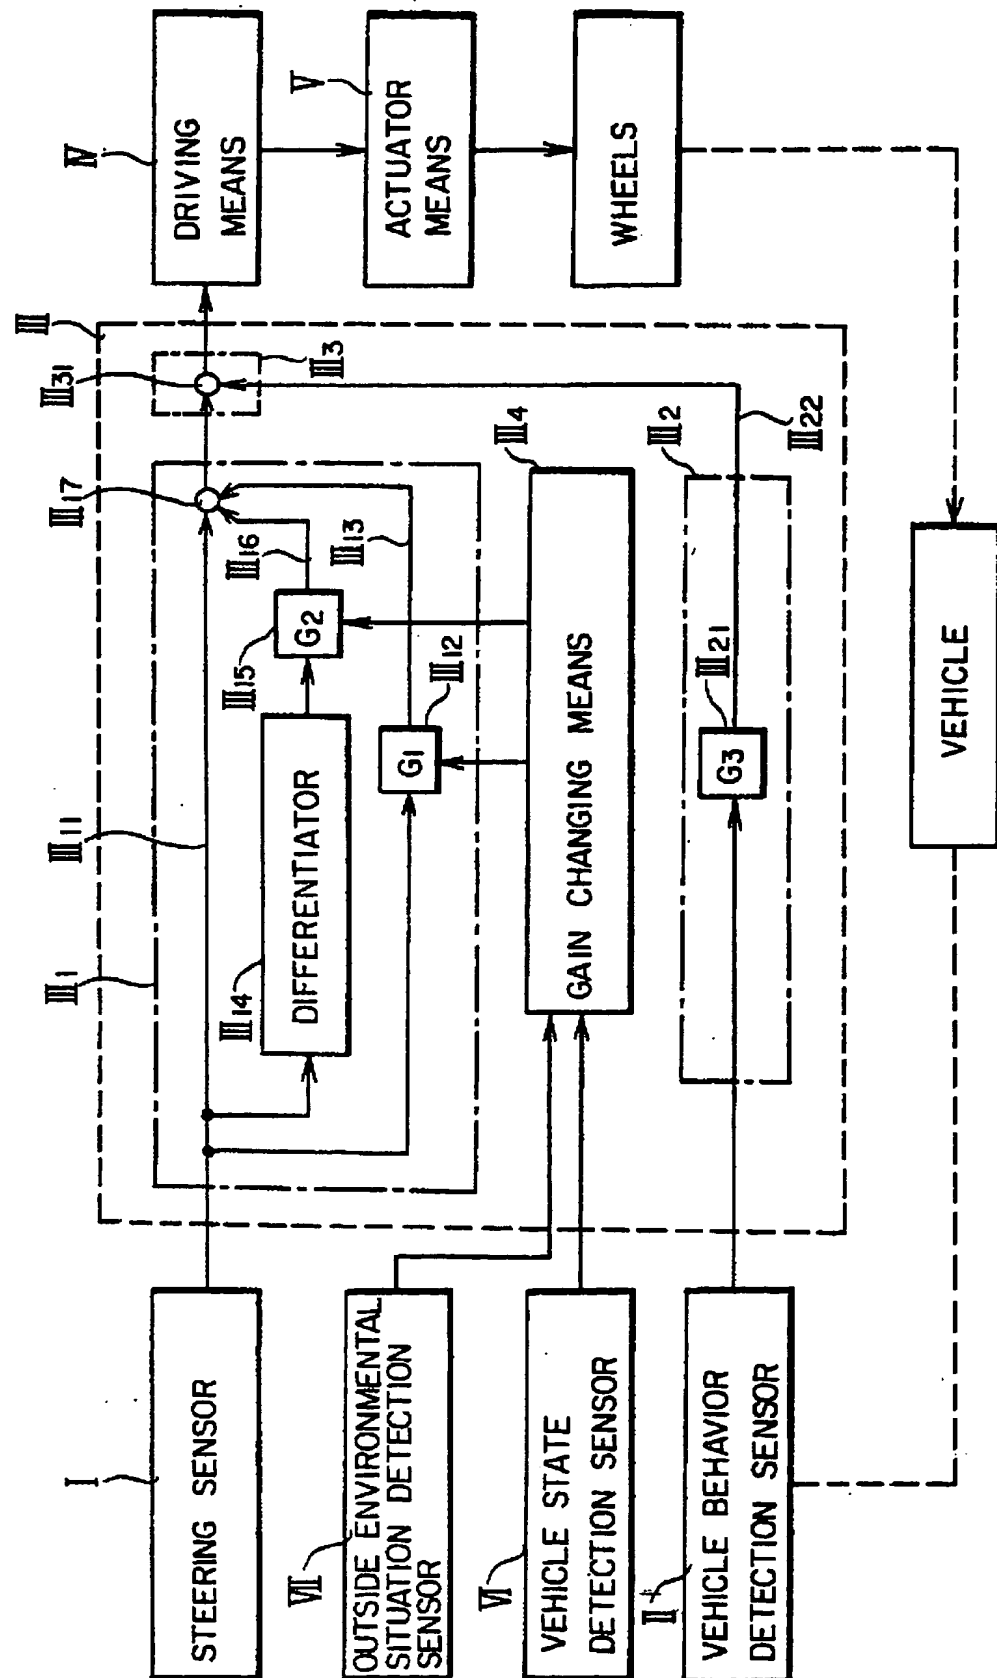 I
STEERING SENSOR
VII
OUTSIDE ENVIRONMENTAL
SITUATION DETECTION
SENSOR
VI
VEHICLE STATE
DETECTION SENSOR
II
VEHICLE BEHAVIOR
DETECTION SENSOR
III
III1
III11
III14
DIFFERENTIATOR
III15
G2
III16
III17
G1
III12
III13
III4
GAIN CHANGING MEANS
III2
III21
G3
III22
III31
III3
IV
DRIVING
MEANS
V
ACTUATOR
MEANS
WHEELS
VEHICLE